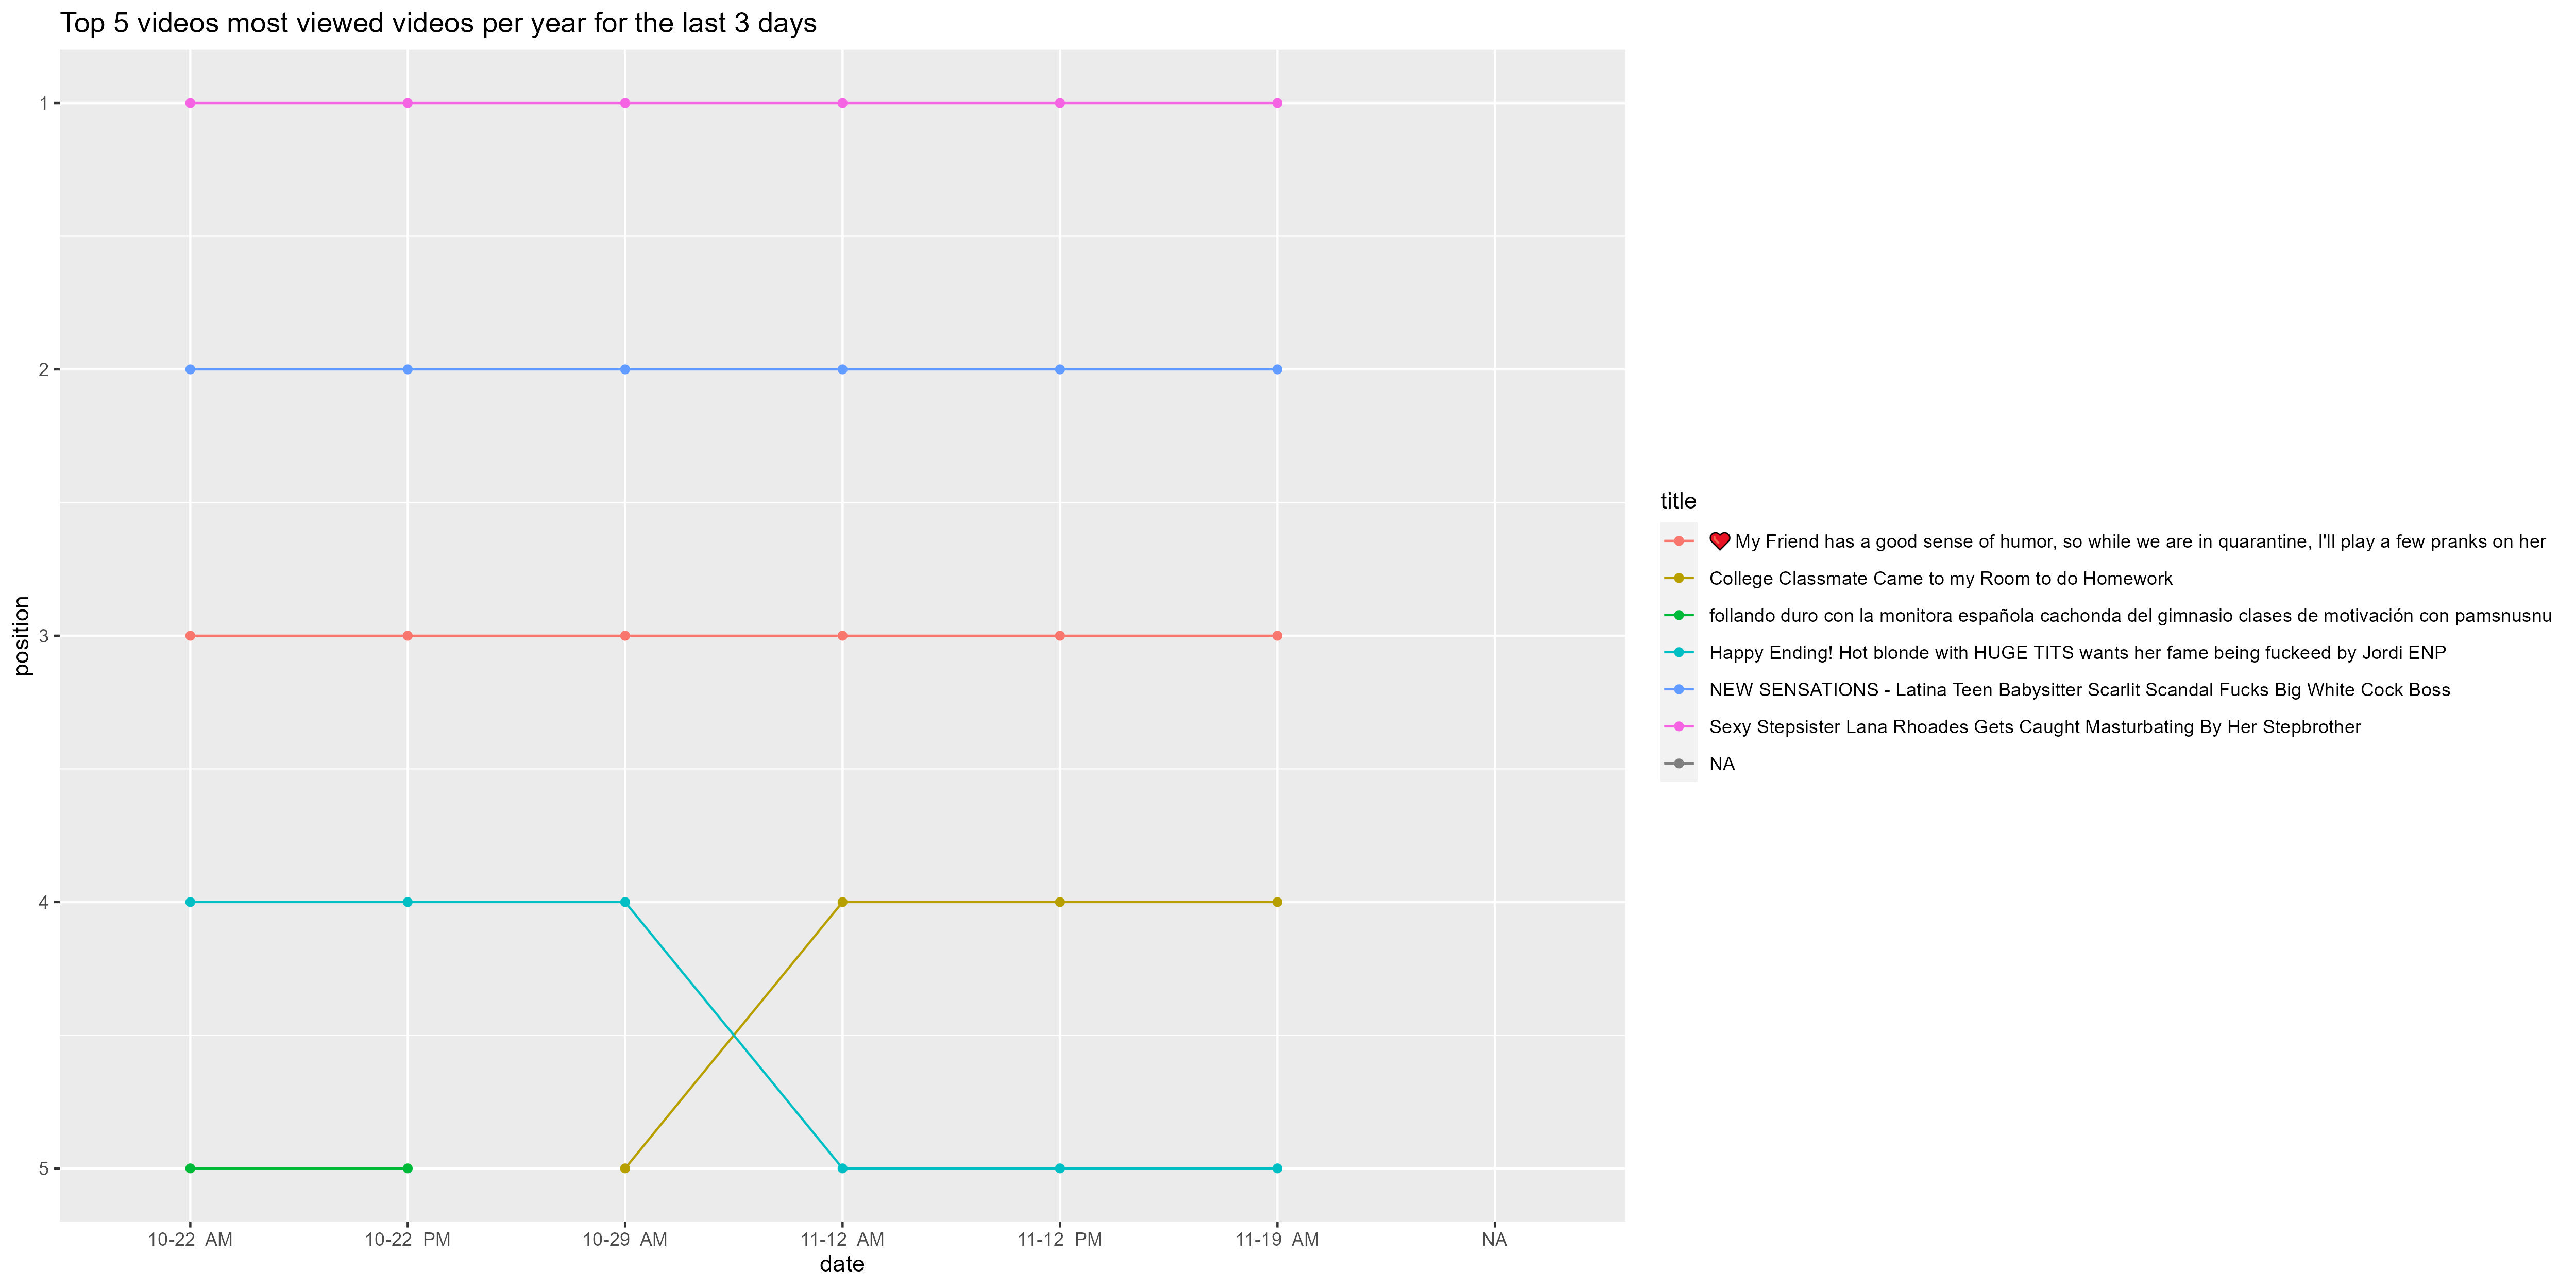 Top 5 videos most viewed videos per year for the last 3 days
position
1
2
3
4
5
10-22 AM
10-22 PM
10-29 AM
11-12 AM
11-12 PM
11-19 AM
NA
date
title
❤️ My Friend has a good sense of humor, so while we are in quarantine, I'll play a few pranks on her
College Classmate Came to my Room to do Homework
follando duro con la monitora española cachonda del gimnasio clases de motivación con pamsnusnu
Happy Ending! Hot blonde with HUGE TITS wants her fame being fuckeed by Jordi ENP
NEW SENSATIONS - Latina Teen Babysitter Scarlit Scandal Fucks Big White Cock Boss
Sexy Stepsister Lana Rhoades Gets Caught Masturbating By Her Stepbrother
NA